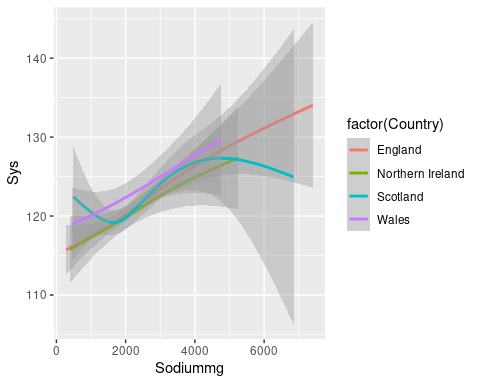 Sys
140
130
120
110
0
2000
4000
6000
Sodiummg
factor(Country)
England
Northern Ireland
Scotland
Wales